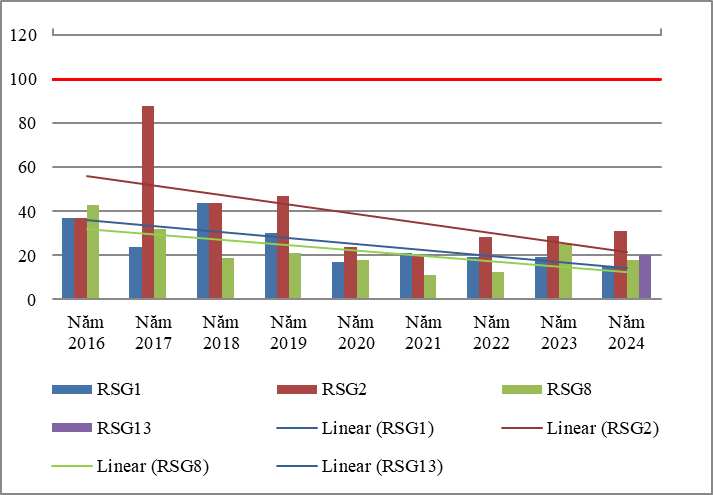 120
100
80
60
40
20
0
Năm Năm Năm Năm Năm Năm Năm Năm Năm
2016 2017 2018 2019 2020 2021 2022 2023 2024
RSG1 RSG2 RSG8
RSG13 Linear (RSG1) Linear (RSG2)
Linear (RSG8) Linear (RSG13)